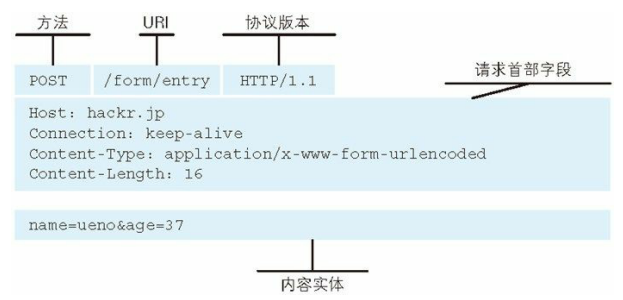 方法 URI 协议版本
POST /form/entry HTTP/1.1
请求首部字段
Host: hackr.jp
Connection: keep-alive
Content-Type: application/x-www-form-urlencoded
Content-Length: 16
name=ueno&age=37
内容实体